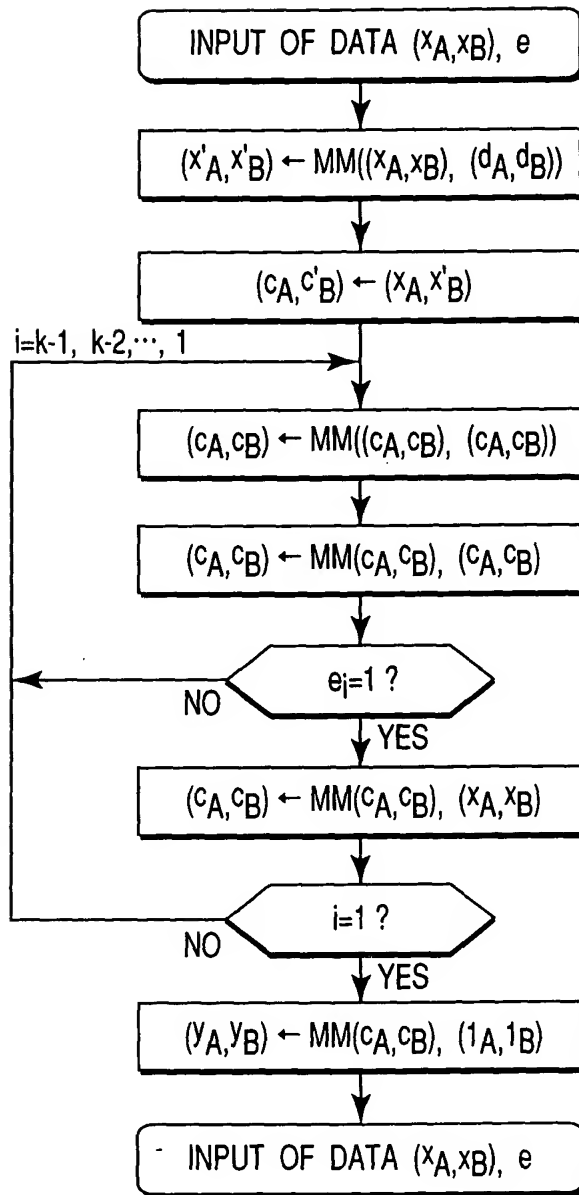 INPUT OF DATA (xA,xB), e
(x'A,x'B) ← MM((xA,xB), (dA,dB))
(cA,c'B) ← (xA,x'B)
i=k-1, k-2,···, 1
(cA,cB) ← MM((cA,cB), (cA,cB))
(cA,cB) ← MM(cA,cB), (cA,cB)
ei=1 ?
NO
YES
(cA,cB) ← MM(cA,cB), (xA,xB)
i=1 ?
NO
YES
(yA,yB) ← MM(cA,cB), (1A,1B)
INPUT OF DATA (xA,xB), e